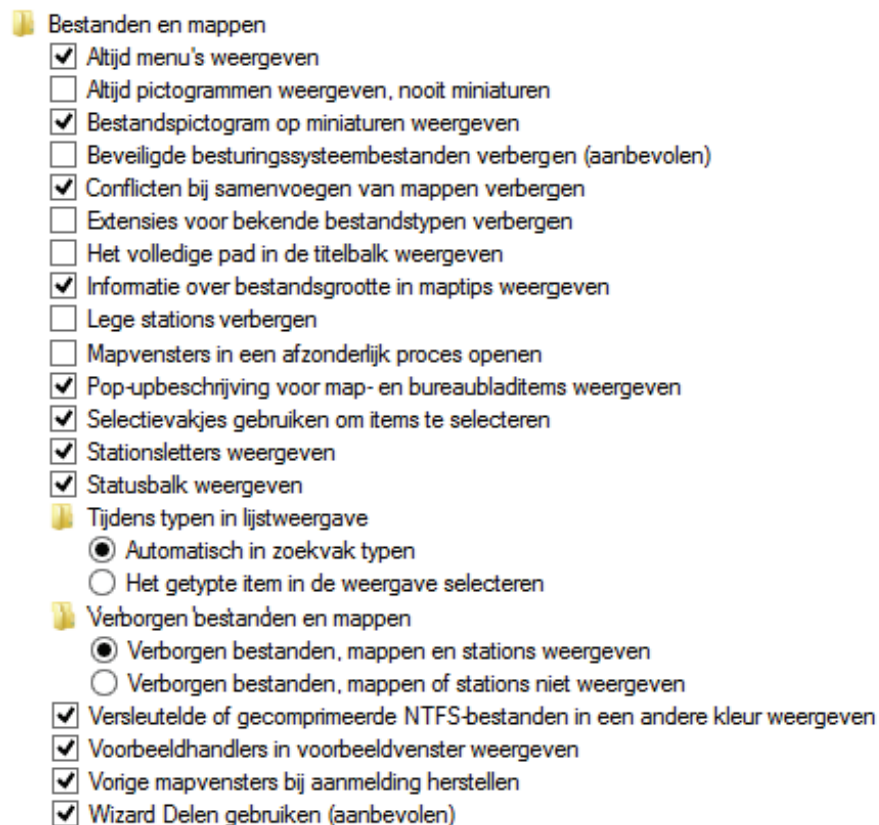 Bestanden en mappen
Altijd menu's weergeven
Altijd pictogrammen weergeven, nooit miniaturen
Bestandspictogram op miniaturen weergeven
Beveiligde besturingssysteembestanden verbergen (aanbevolen)
Conflicten bij samenvoegen van mappen verbergen
Extensies voor bekende bestandstypen verbergen
Het volledige pad in de titelbalk weergeven
Informatie over bestandsgrootte in maptips weergeven
Lege stations verbergen
Mapvensters in een afzonderlijk proces openen
Pop-upbeschrijving voor map- en bureaubladitems weergeven
Selectievakjes gebruiken om items te selecteren
Stationsletters weergeven
Statusbalk weergeven
Tijdens typen in lijstweergave
Automatisch in zoekvak typen
Het getypte item in de weergave selecteren
Verborgen bestanden en mappen
Verborgen bestanden, mappen en stations weergeven
Verborgen bestanden, mappen of stations niet weergeven
Versleutelde of gecomprimeerde NTFS-bestanden in een andere kleur weergeven
Voorbeeldhandlers in voorbeeldvenster weergeven
Vorige mapvensters bij aanmelding herstellen
Wizard Delen gebruiken (aanbevolen)